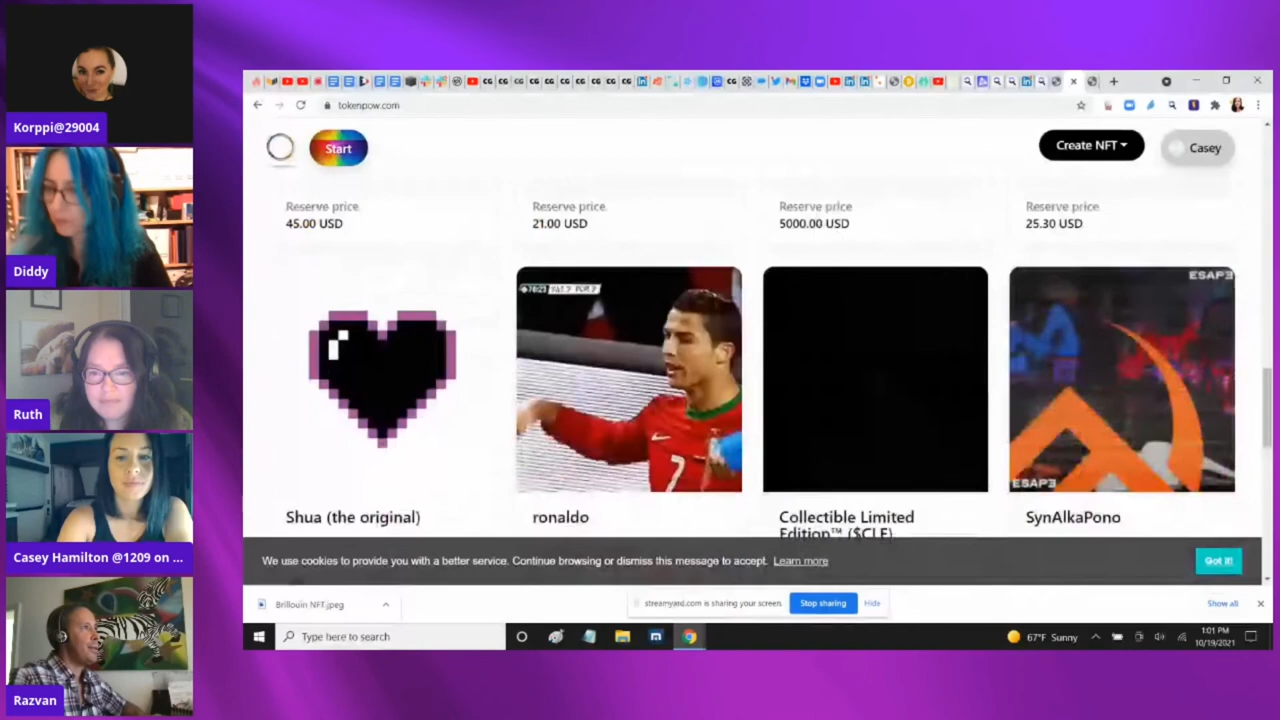 Korppi@29004
Diddy
Ruth
Casey Hamilton @1209 on ...
Razvan
tokenpow.com
Start
Create NFT
Casey
Reserve price
45.00 USD
Reserve price
21.00 USD
Reserve price
5000.00 USD
Reserve price
25.30 USD
Shua (the original)
7
ronaldo
Collectible Limited
Edition™ ($CLE)
ESAP3
ESAP3
SynAlkaPono
We use cookies to provide you with a better service. Continue browsing or dismiss this message to accept. Learn more
Got it!
Brillouin NFT.jpeg
streamyard.com is sharing your screen.
Stop sharing
Hide
Show all
Type here to search
67°F Sunny
1:01 PM
10/19/2021